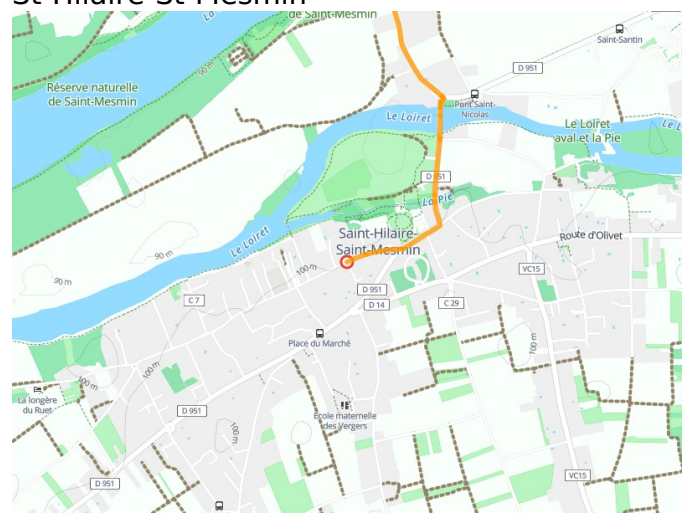 St-Hilaire-St-Mesmin
de Saint-Mesmin
Saint-Santin
90 m
D 951
Réserve naturelle
de Saint-Mesmin
Pont Saint-
Nicolas
Le Loiret
Le Loiret
aval et la Pie
Le L
D 951
La Pie
Saint-Hilaire-
Saint-Mesmin
Le Loiret
Route d'Olivet
90 m
90 m
100 m
VC15
C 7
D 951
D 14
C 29
Place du Marché
100 m
100 m
100 m
La longère
du Ruet
D 951
École maternelle
des Vergers
100 m
VC15
D 951